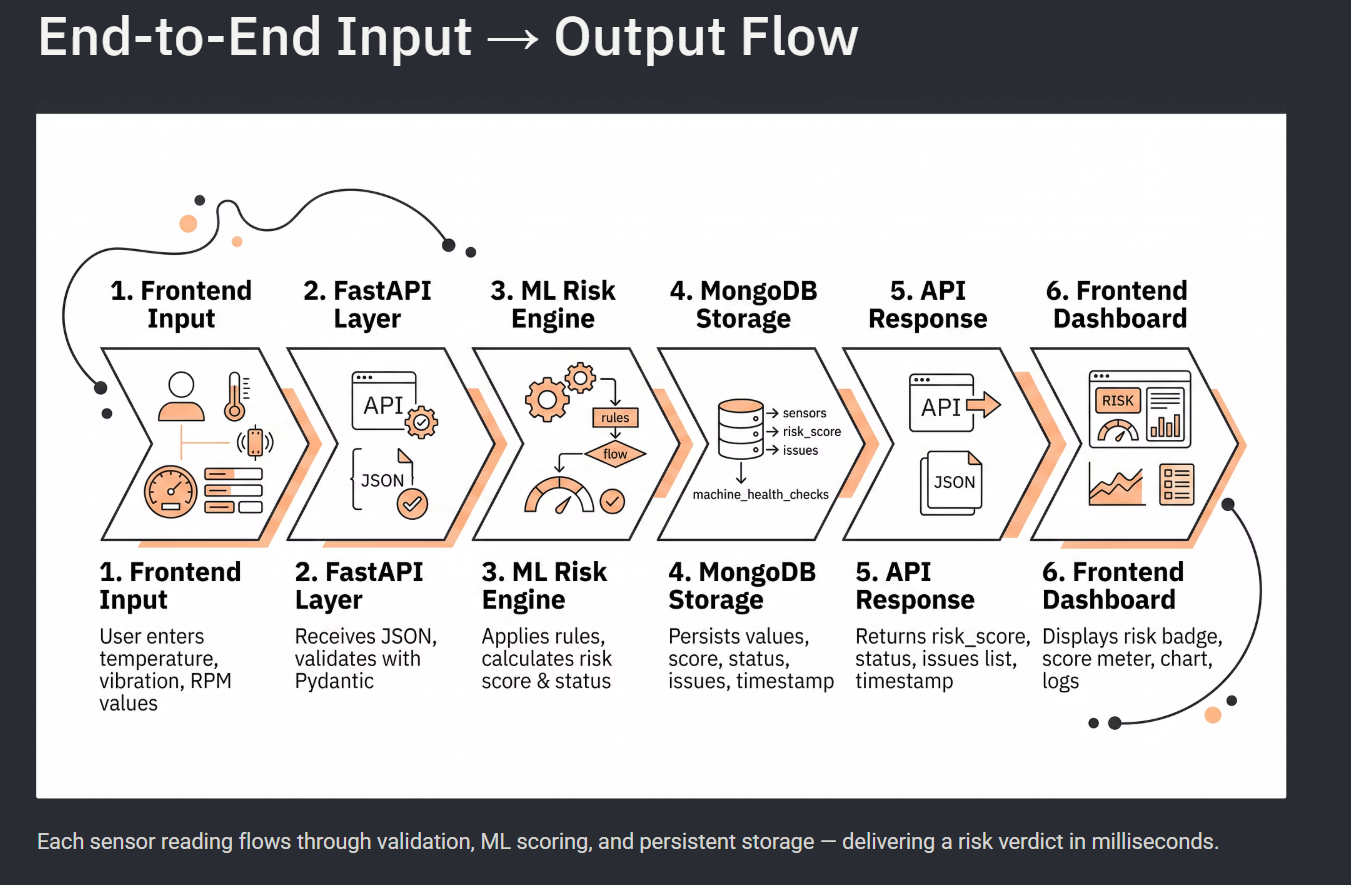 End-to-End Input → Output Flow
1. Frontend
Input
2. FastAPI
Layer
3. ML Risk
Engine
4. MongoDB
Storage
5. API
Response
6. Frontend
Dashboard
API
JSON
rules
flow
sensors
risk_score
issues
machine_health_checks
API
JSON
RISK
1. Frontend
Input
User enters
temperature,
vibration, RPM
values
2. FastAPI
Layer
Receives JSON,
validates with
Pydantic
3. ML Risk
Engine
Applies rules,
calculates risk
score & status
4. MongoDB
Storage
Persists values,
score, status,
issues, timestamp
5. API
Response
Returns risk_score,
status, issues list,
timestamp
6. Frontend
Dashboard
Displays risk badge,
score meter, chart,
logs
Each sensor reading flows through validation, ML scoring, and persistent storage — delivering a risk verdict in milliseconds.